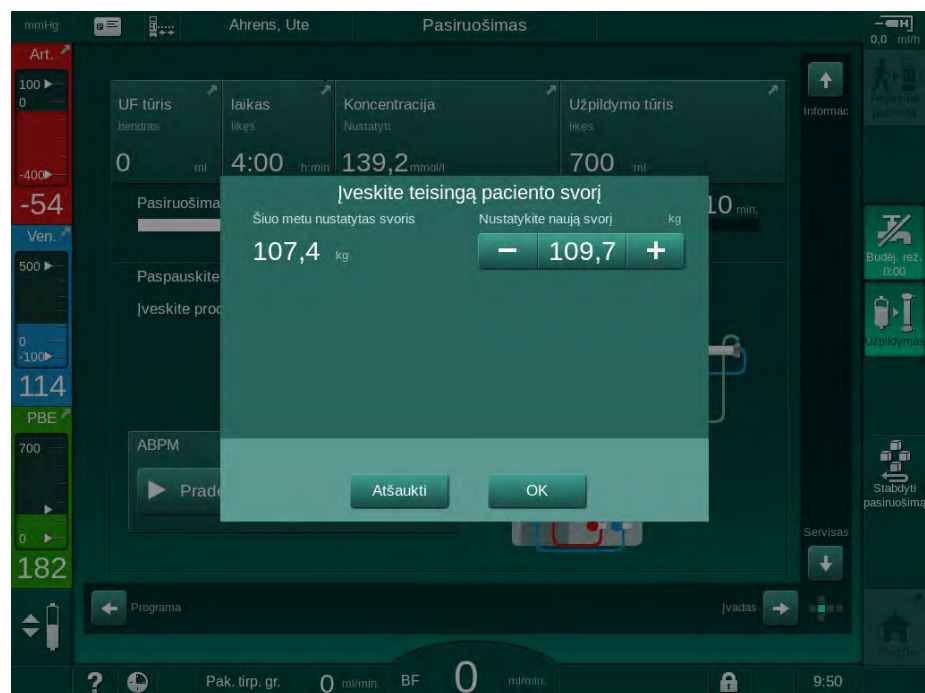 mmHg
Ahrens, Ute
Pasiruošimas
0,0 ml/h
Art.
100
0
-400
-54
Ven.
500
0
-100
114
PBE
700
0
182
UF tūris
bendras
0 ml
laikas
likęs
4:00 h:min
Koncentracija
Nustatyti
139,2 mmol/l
Užpildymo tūris
likęs
700 ml
Informac
Pasiruošima
10 min.
Paspauskite
Įveskite proc
Įveskite teisingą paciento svorį
Šiuo metu nustatytas svoris
107,4 kg
Nustatykite naują svorį kg
− 109,7 +
Atšaukti
OK
ABPM
Prade
Budėj. rež.
0:00
Užpildymas
Stabdyti
pasiruošimą
Servisas
Programa
Įvadas
? Pak. tirp. gr. 0 ml/min. BF 0 ml/min. 9:50